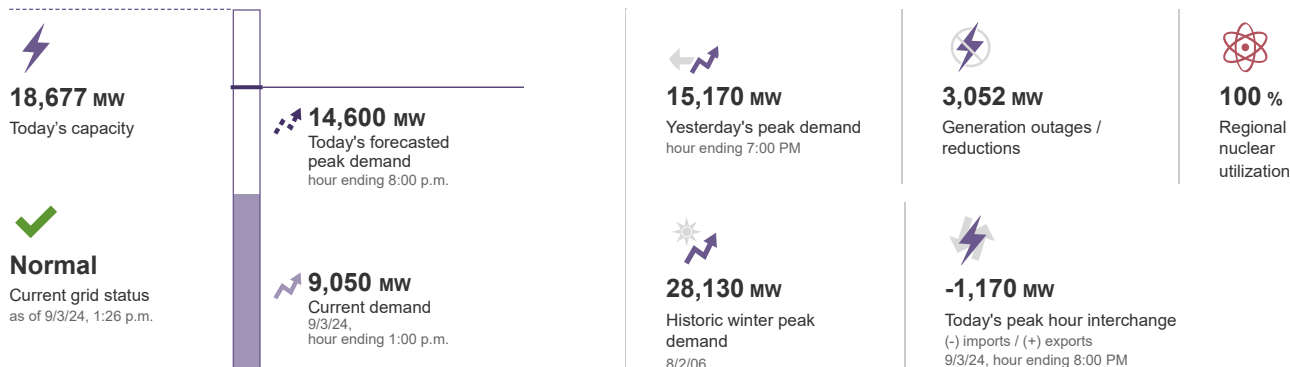 18,677 MW
Today's capacity
Normal
Current grid status
as of 9/3/24, 1:26 p.m.
14,600 MW
Today's forecasted
peak demand
hour ending 8:00 p.m.
9,050 MW
Current demand
9/3/24,
hour ending 1:00 p.m.
15,170 MW
Yesterday's peak demand
hour ending 7:00 PM
3,052 MW
Generation outages /
reductions
100 %
Regional
nuclear
utilization
28,130 MW
Historic winter peak
demand
8/2/06
-1,170 MW
Today's peak hour interchange
(-) imports / (+) exports
9/3/24, hour ending 8:00 PM